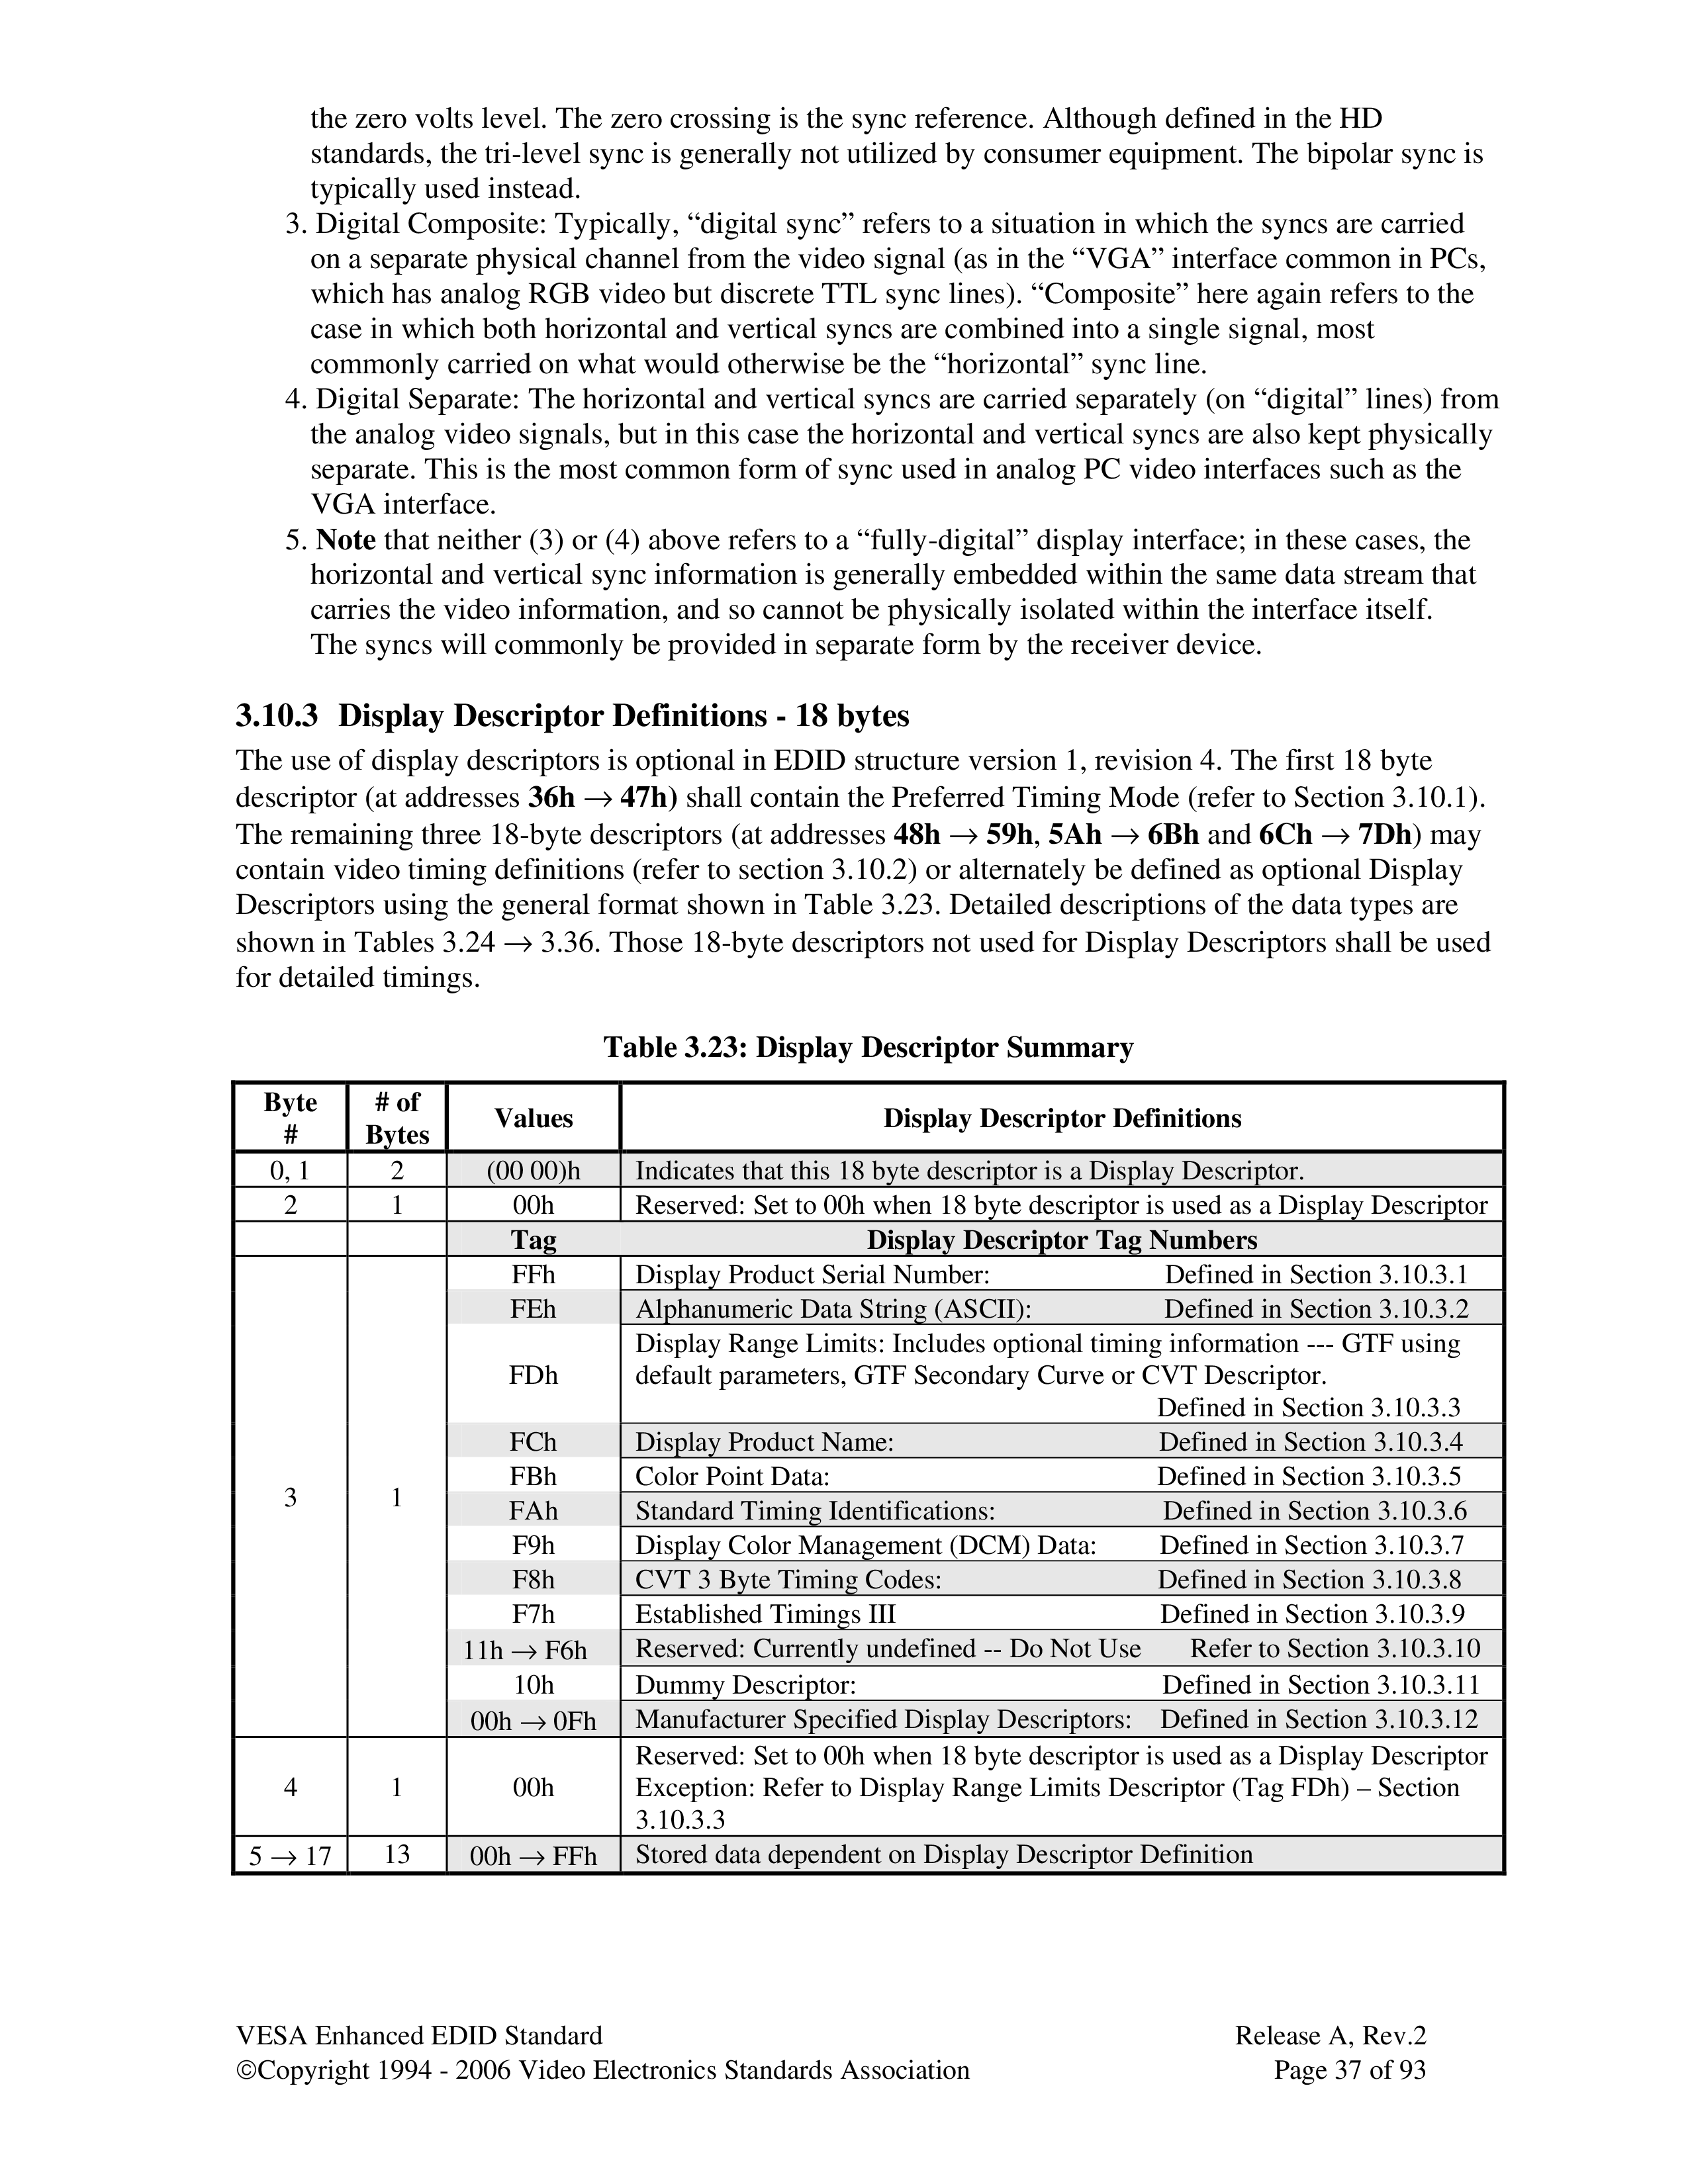 the zero volts level. The zero crossing is the sync reference. Although defined in the HD
standards, the tri-level sync is generally not utilized by consumer equipment. The bipolar sync is
typically used instead.
3. Digital Composite: Typically, “digital sync” refers to a situation in which the syncs are carried
on a separate physical channel from the video signal (as in the “VGA” interface common in PCs,
which has analog RGB video but discrete TTL sync lines). “Composite” here again refers to the
case in which both horizontal and vertical syncs are combined into a single signal, most
commonly carried on what would otherwise be the “horizontal” sync line.
4. Digital Separate: The horizontal and vertical syncs are carried separately (on “digital” lines) from
the analog video signals, but in this case the horizontal and vertical syncs are also kept physically
separate. This is the most common form of sync used in analog PC video interfaces such as the
VGA interface.
5. Note that neither (3) or (4) above refers to a “fully-digital” display interface; in these cases, the
horizontal and vertical sync information is generally embedded within the same data stream that
carries the video information, and so cannot be physically isolated within the interface itself.
The syncs will commonly be provided in separate form by the receiver device.
3.10.3 Display Descriptor Definitions - 18 bytes
The use of display descriptors is optional in EDID structure version 1, revision 4. The first 18 byte
descriptor (at addresses 36h → 47h) shall contain the Preferred Timing Mode (refer to Section 3.10.1).
The remaining three 18-byte descriptors (at addresses 48h → 59h, 5Ah → 6Bh and 6Ch → 7Dh) may
contain video timing definitions (refer to section 3.10.2) or alternately be defined as optional Display
Descriptors using the general format shown in Table 3.23. Detailed descriptions of the data types are
shown in Tables 3.24 → 3.36. Those 18-byte descriptors not used for Display Descriptors shall be used
for detailed timings.
Table 3.23: Display Descriptor Summary
Byte # | # of Bytes | Values | Display Descriptor Definitions
0, 1 | 2 | (00 00)h | Indicates that this 18 byte descriptor is a Display Descriptor.
2 | 1 | 00h | Reserved: Set to 00h when 18 byte descriptor is used as a Display Descriptor
Tag | Display Descriptor Tag Numbers
3 | 1 | FFh | Display Product Serial Number: Defined in Section 3.10.3.1
FEh | Alphanumeric Data String (ASCII): Defined in Section 3.10.3.2
FDh | Display Range Limits: Includes optional timing information --- GTF using
default parameters, GTF Secondary Curve or CVT Descriptor.
Defined in Section 3.10.3.3
FCh | Display Product Name: Defined in Section 3.10.3.4
FBh | Color Point Data: Defined in Section 3.10.3.5
FAh | Standard Timing Identifications: Defined in Section 3.10.3.6
F9h | Display Color Management (DCM) Data: Defined in Section 3.10.3.7
F8h | CVT 3 Byte Timing Codes: Defined in Section 3.10.3.8
F7h | Established Timings III Defined in Section 3.10.3.9
11h → F6h | Reserved: Currently undefined -- Do Not Use Refer to Section 3.10.3.10
10h | Dummy Descriptor: Defined in Section 3.10.3.11
00h → 0Fh | Manufacturer Specified Display Descriptors: Defined in Section 3.10.3.12
4 | 1 | 00h | Reserved: Set to 00h when 18 byte descriptor is used as a Display Descriptor
Exception: Refer to Display Range Limits Descriptor (Tag FDh) – Section
3.10.3.3
5 → 17 | 13 | 00h → FFh | Stored data dependent on Display Descriptor Definition
VESA Enhanced EDID Standard Release A, Rev.2
©Copyright 1994 - 2006 Video Electronics Standards Association Page 37 of 93